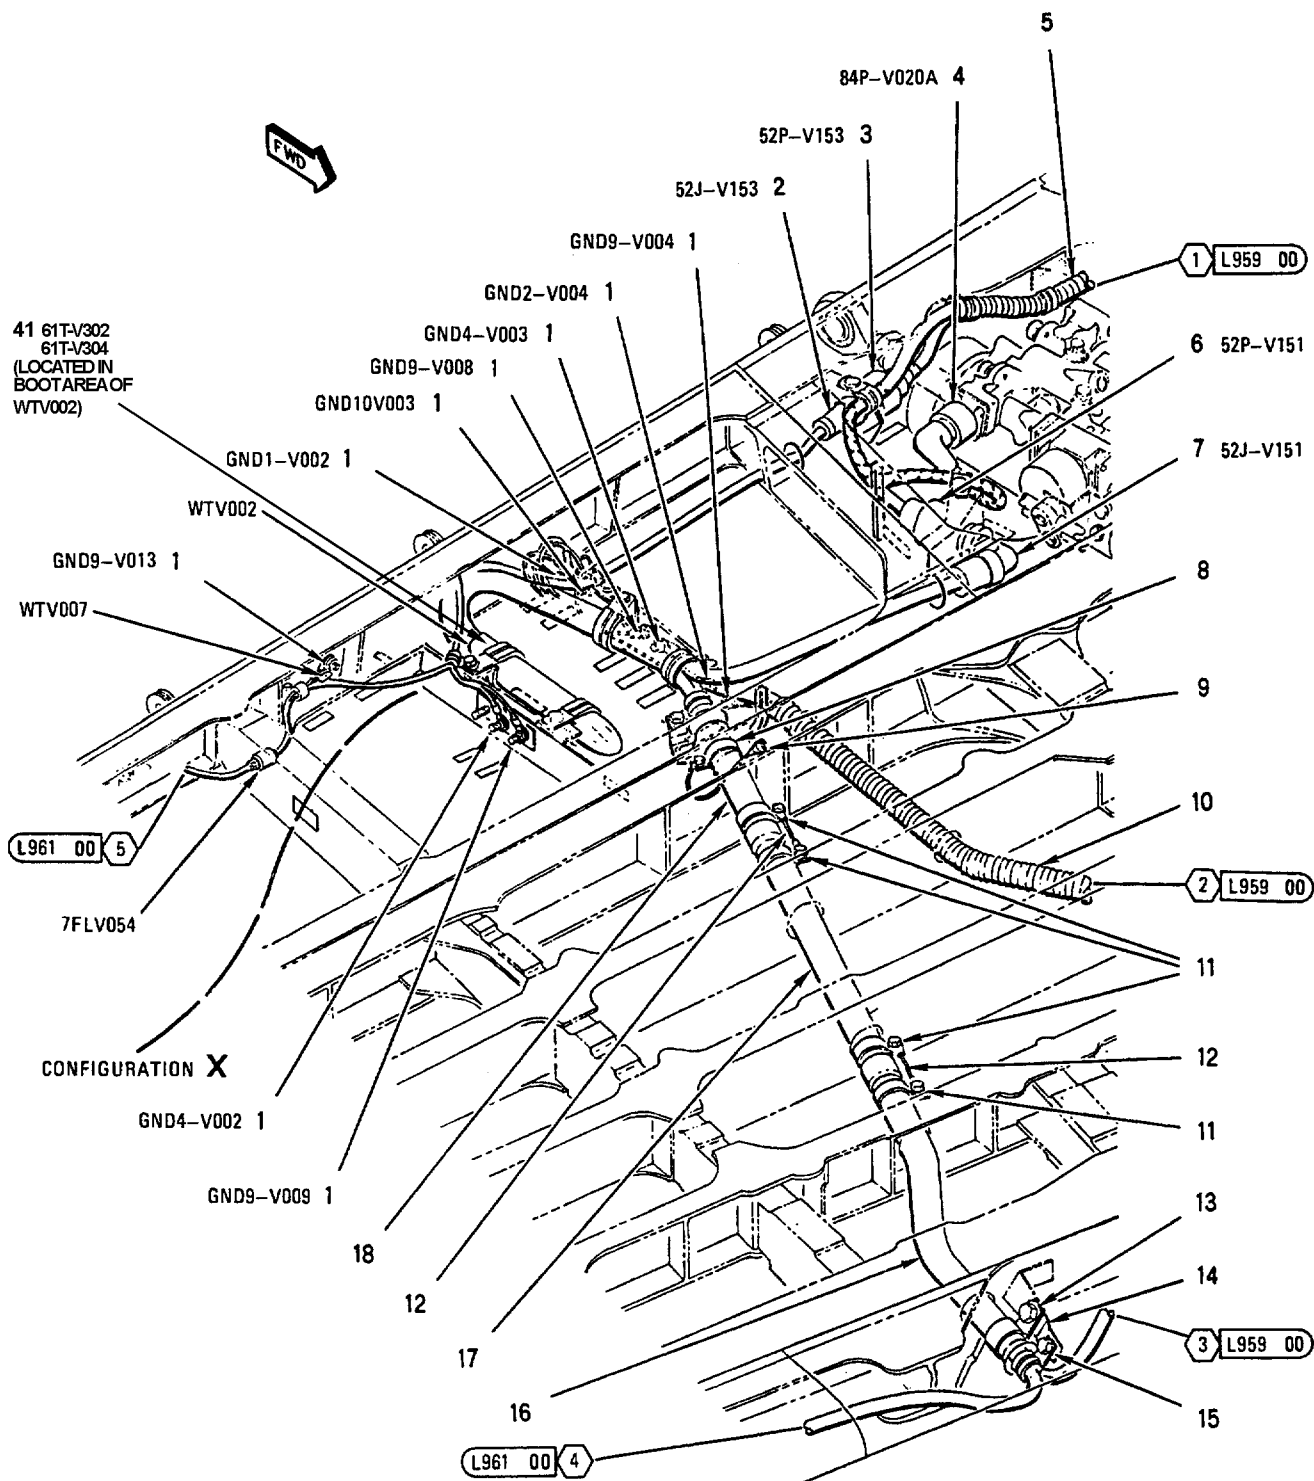 5
84P-V020A 4
FWD
52P-V153 3
52J-V153 2
GND9-V004 1
1 L959 00
GND2-V004 1
41 61T-V302
61T-V304
(LOCATED IN
BOOT AREA OF
WTV002)
GND4-V003 1
6 52P-V151
GND9-V008 1
GND10V003 1
7 52J-V151
GND1-V002 1
WTV002
GND9-V013 1
8
WTV007
9
10
L961 00 5
2 L959 00
7FLV054
11
CONFIGURATION X
12
GND4-V002 1
11
GND9-V009 1
13
18
14
12
3 L959 00
17
16
15
L961 00 4